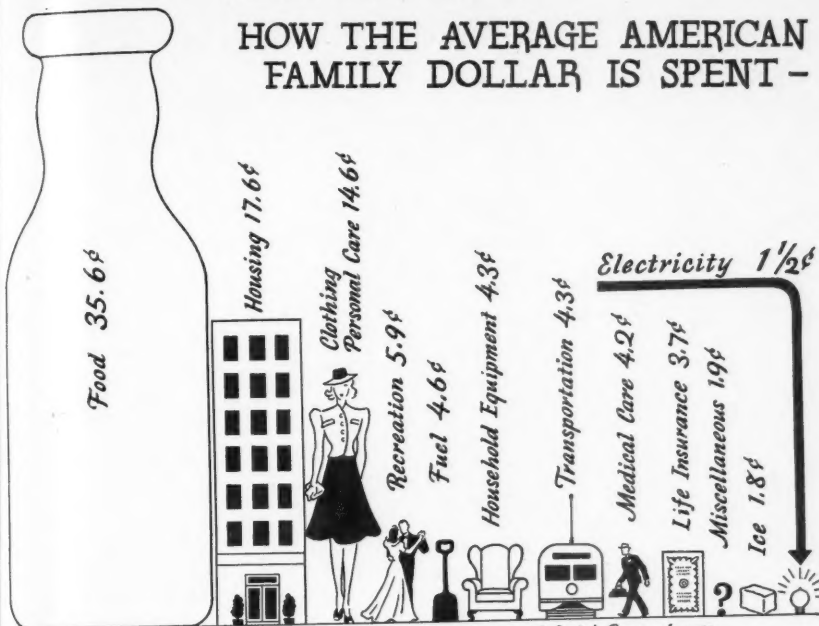 HOW THE AVERAGE AMERICAN
FAMILY DOLLAR IS SPENT –
Food 35.6¢
Housing 17.6¢
Clothing
Personal Care 14.6¢
Recreation 5.9¢
Fuel 4.6¢
Household Equipment 4.3¢
Transportation 4.3¢
Medical Care 4.2¢
Life Insurance 3.7¢
Miscellaneous 1.9¢
Ice 1.8¢
Electricity 1½¢
?